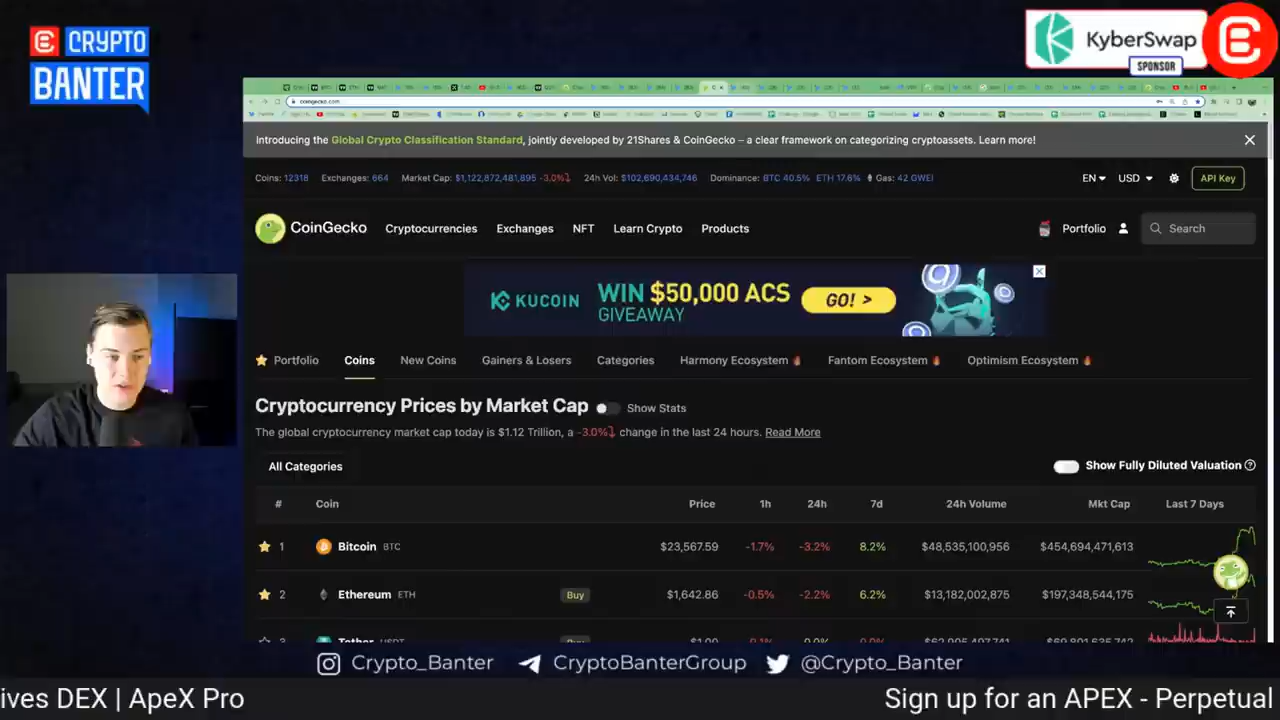 CRYPTO
BANTER
KyberSwap
SPONSOR
coingecko.com
Introducing the Global Crypto Classification Standard, jointly developed by 21Shares & CoinGecko – a clear framework on categorizing cryptoassets. Learn more!
Coins: 12318 Exchanges: 664 Market Cap: $1,122,872,481,895 -3.0% 24h Vol: $102,690,434,746 Dominance: BTC 40.5% ETH 17.6% Gas: 42 GWEI EN USD API Key
CoinGecko Cryptocurrencies Exchanges NFT Learn Crypto Products Portfolio Search
KUCOIN WIN $50,000 ACS GIVEAWAY GO! >
Portfolio Coins New Coins Gainers & Losers Categories Harmony Ecosystem Fantom Ecosystem Optimism Ecosystem
Cryptocurrency Prices by Market Cap Show Stats
The global cryptocurrency market cap today is $1.12 Trillion, a -3.0% change in the last 24 hours. Read More
All Categories Show Fully Diluted Valuation
# Coin Price 1h 24h 7d 24h Volume Mkt Cap Last 7 Days
1 Bitcoin BTC $23,567.59 -1.7% -3.2% 8.2% $48,535,100,956 $454,694,471,613
2 Ethereum ETH Buy $1,642.86 -0.5% -2.2% 6.2% $13,182,002,875 $197,348,544,175
Crypto_Banter CryptoBanterGroup @Crypto_Banter
ives DEX | ApeX Pro Sign up for an APEX - Perpetual